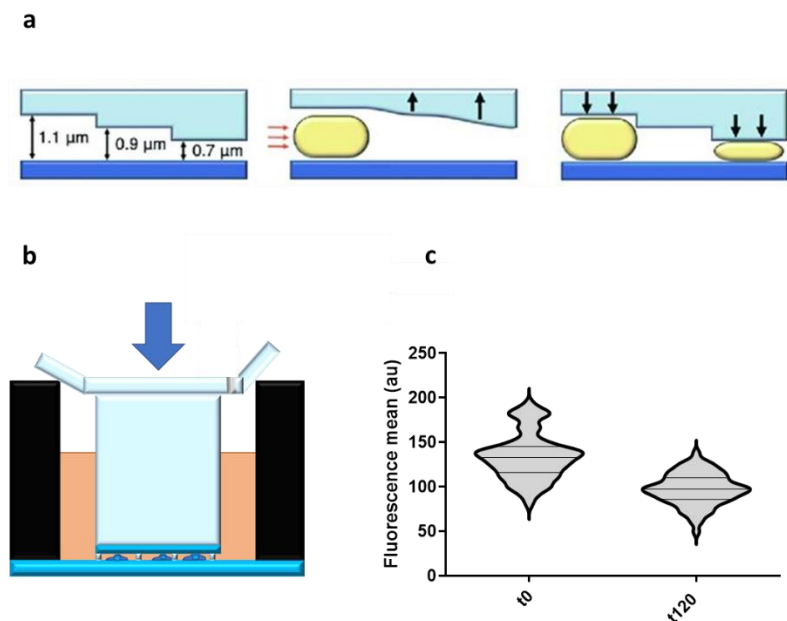 a
1.1 μm
0.9 μm
0.7 μm
b
c
Fluorescence mean (au)
250
200
150
100
50
0
t0
t120